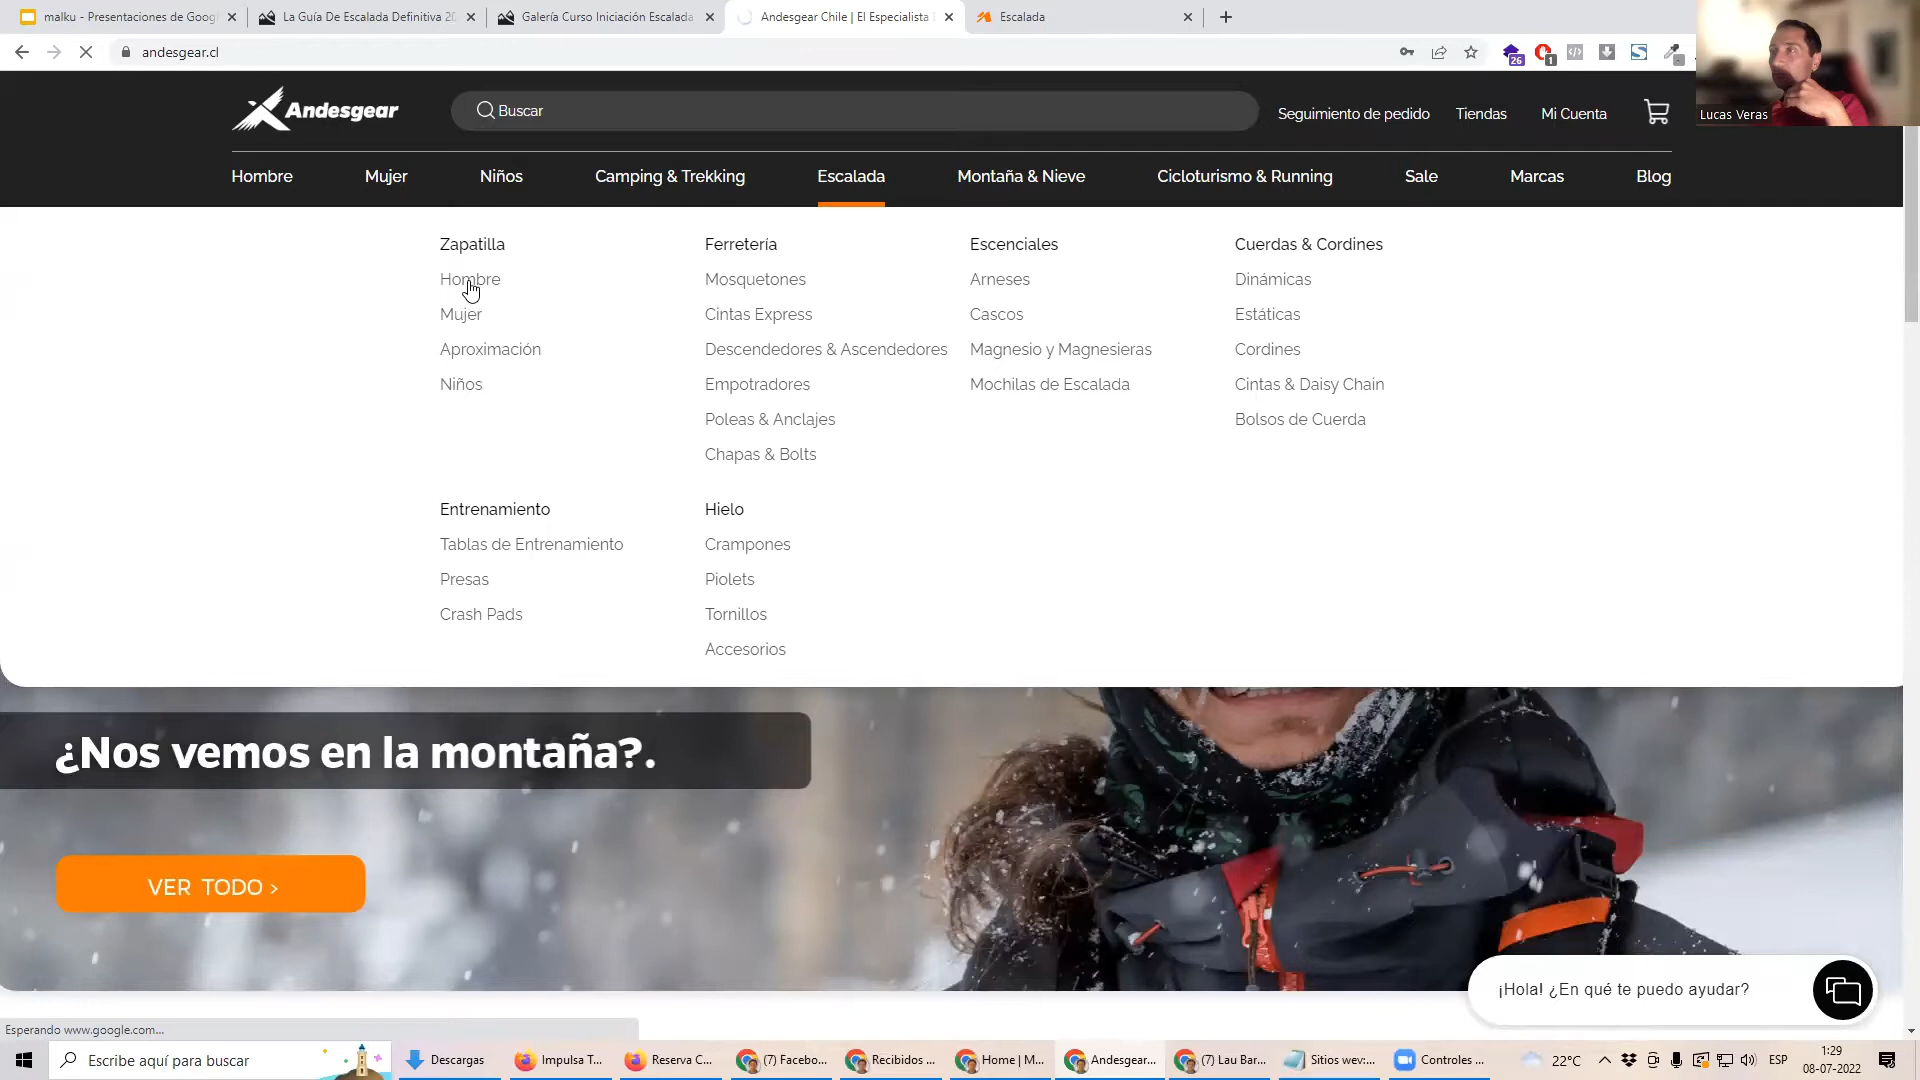 malku - Presentaciones de Goog
La Guía De Escalada Definitiva 20
Galería Curso Iniciación Escalada
Andesgear Chile | El Especialista
Escalada
andesgear.cl
26
1
Andesgear
Buscar
Seguimiento de pedido
Tiendas
Mi Cuenta
Lucas Veras
Hombre
Mujer
Niños
Camping & Trekking
Escalada
Montaña & Nieve
Cicloturismo & Running
Sale
Marcas
Blog
Zapatilla
Hombre
Mujer
Aproximación
Niños
Ferretería
Mosquetones
Cintas Express
Descendedores & Ascendedores
Empotradores
Poleas & Anclajes
Chapas & Bolts
Escenciales
Arneses
Cascos
Magnesio y Magnesieras
Mochilas de Escalada
Cuerdas & Cordines
Dinámicas
Estáticas
Cordines
Cintas & Daisy Chain
Bolsos de Cuerda
Entrenamiento
Tablas de Entrenamiento
Presas
Crash Pads
Hielo
Crampones
Piolets
Tornillos
Accesorios
¿Nos vemos en la montaña?.
VER TODO >
¡Hola! ¿En qué te puedo ayudar?
Esperando www.google.com...
Escribe aquí para buscar
Descargas
Impulsa T...
Reserva C...
(7) Facebo...
Recibidos ...
Home | M...
Andesgear...
(7) Lau Bar...
Sitios wev:...
Controles ...
22°C
ESP
1:29
08-07-2022